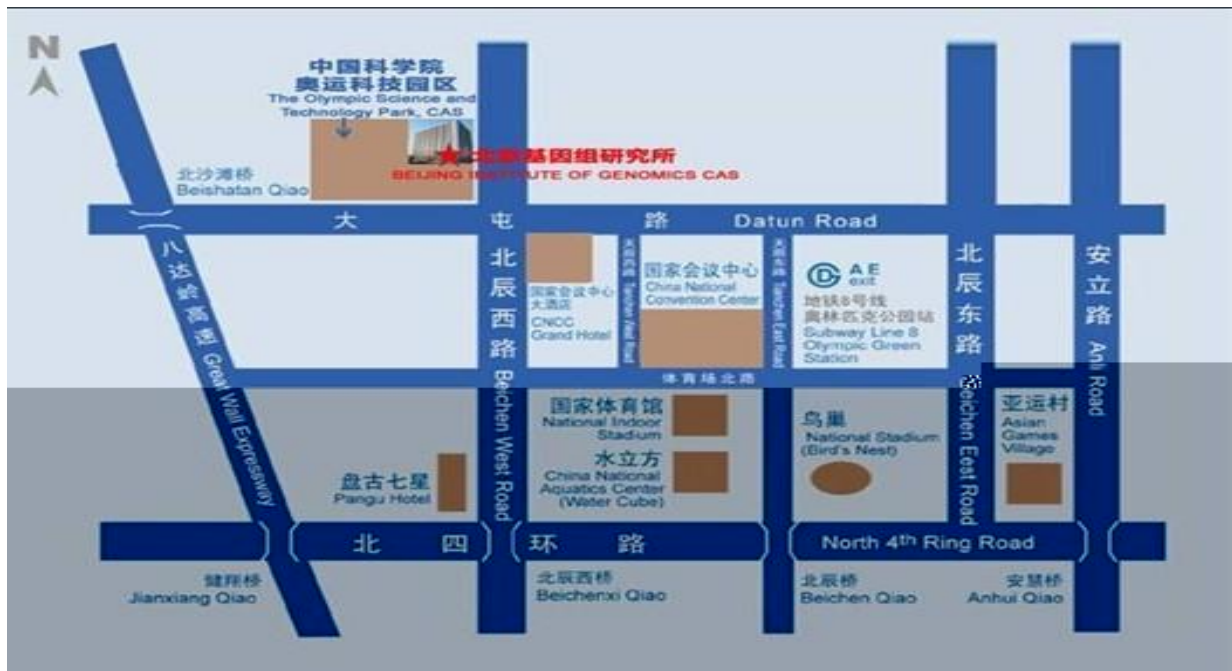 N
中国科学院
奥运科技园区
The Olympic Science and
Technology Park, CAS
北京基因组研究所
BEIJING INSTITUTE OF GENOMICS CAS
北沙滩桥
Beishatan Qiao
大屯路 Datun Road
八达岭高速 Great Wall Expressway
北辰西路 Beichen West Road
国家会议中心
大酒店
CNCC
Grand Hotel
天辰西路 Tianchen West Road
国家会议中心
China National
Convention Center
天辰东路 Tianchen East Road
A E
exit
地铁8号线
奥林匹克公园站
Subway Line 8
Olympic Green
Station
北辰东路 Beichen East Road
安立路 Anli Road
体育场北路
国家体育馆
National Indoor
Stadium
水立方
China National
Aquatics Center
(Water Cube)
鸟巢
National Stadium
(Bird's Nest)
亚运村
Asian
Games
Village
盘古七星
Pangu Hotel
北四环路 North 4th Ring Road
健翔桥
Jianxiang Qiao
北辰西桥
Beichenxi Qiao
北辰桥
Beichen Qiao
安慧桥
Anhui Qiao